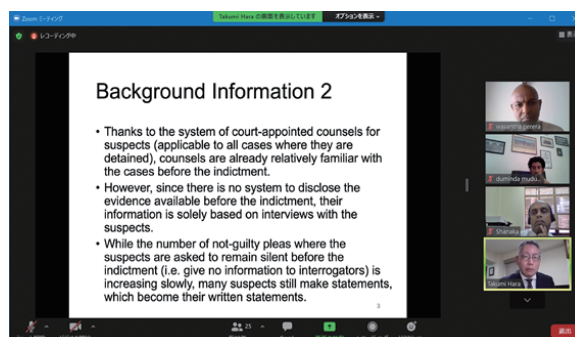 Zoom ミーティング
Takumi Hara の画面を表示しています
オプションを表示
レコーディング中
表示
Background Information 2
• Thanks to the system of court-appointed counsels for
suspects (applicable to all cases where they are
detained), counsels are already relatively familiar with
the cases before the indictment.
• However, since there is no system to disclose the
evidence available before the indictment, their
information is solely based on interviews with the
suspects.
• While the number of not-guilty pleas where the
suspects are asked to remain silent before the
indictment (i.e. give no information to interrogators) is
increasing slowly, many suspects still make statements,
which become their written statements.
3
wasantha perera
duminda mudu...
Shanaka
Takumi Hara
25
退出